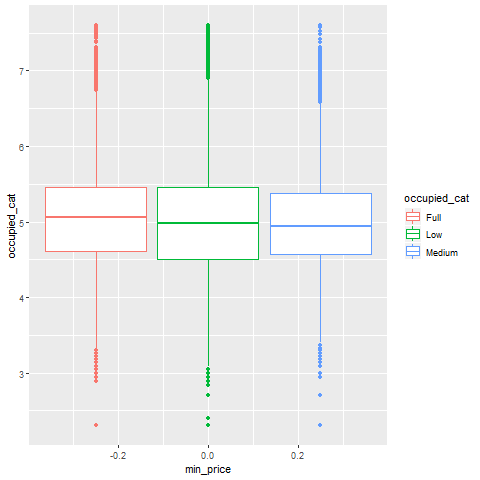 occupied_cat
7
6
5
4
3
-0.2
0.0
0.2
min_price
occupied_cat
Full
Low
Medium